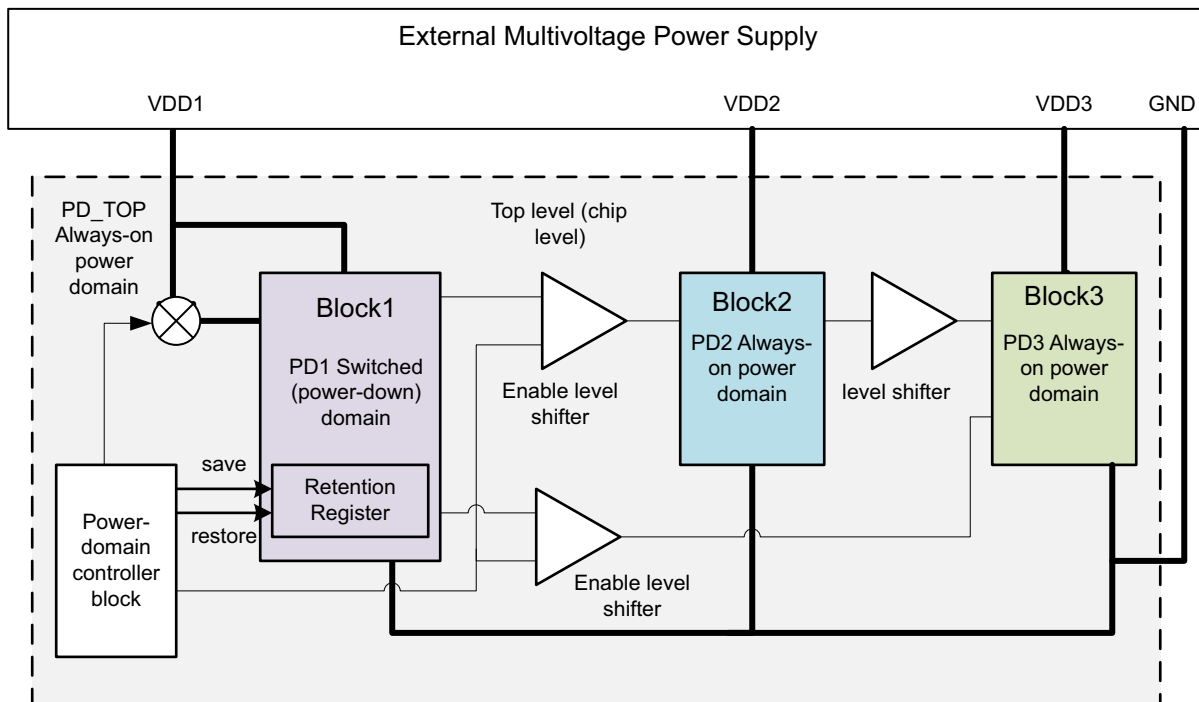 External Multivoltage Power Supply
VDD1
VDD2
VDD3
GND
PD_TOP
Always-on
power
domain
Top level (chip
level)
Block1
PD1 Switched
(power-down)
domain
Enable level
shifter
Block2
PD2 Always-
on power
domain
level shifter
Block3
PD3 Always-
on power
domain
save
restore
Retention
Register
Power-
domain
controller
block
Enable level
shifter